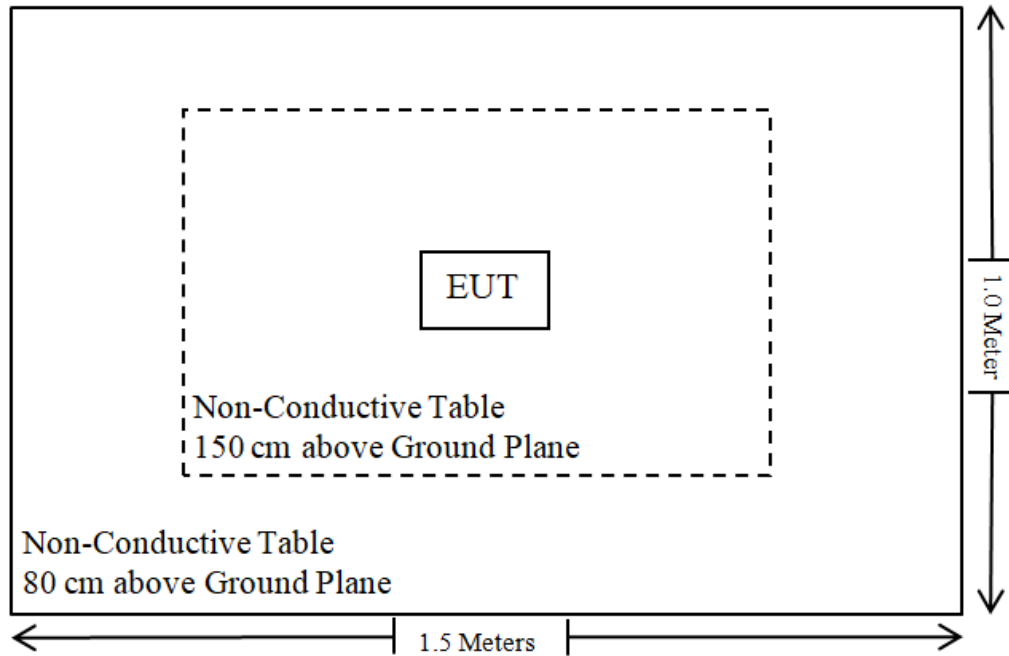 EUT
Non-Conductive Table
150 cm above Ground Plane
Non-Conductive Table
80 cm above Ground Plane
1.0 Meter
1.5 Meters